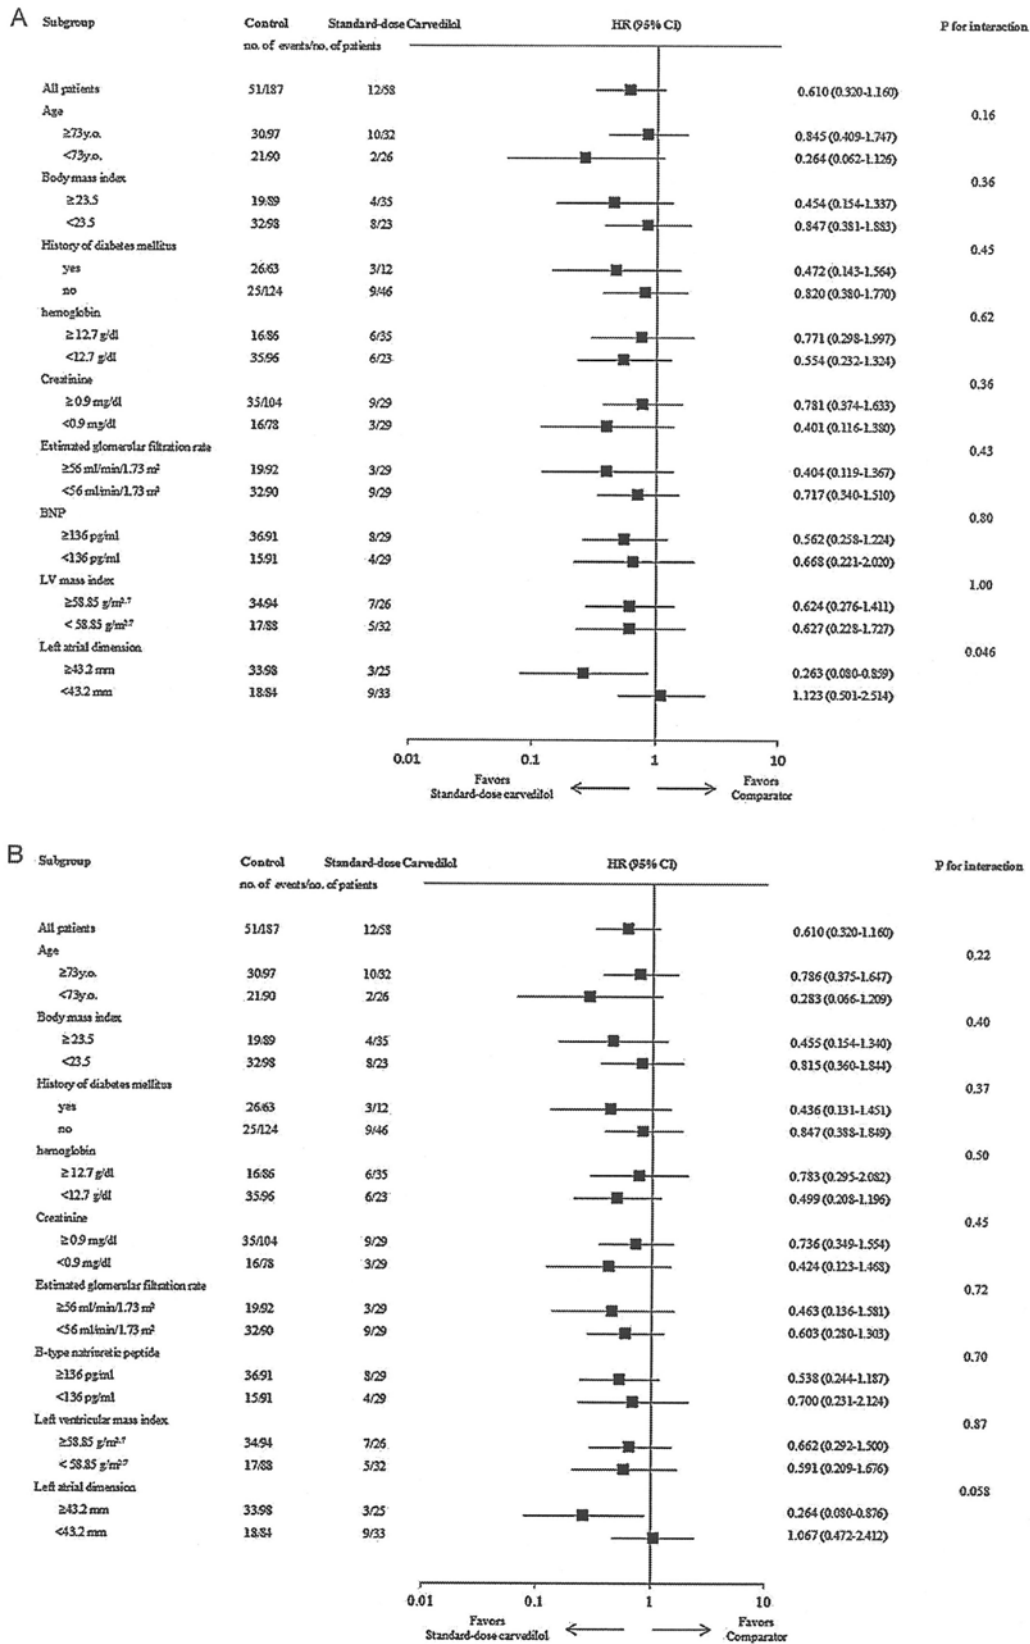 A Subgroup Control Standard-dose Carvedilol HR (95% CI) P for interaction
no. of events/no. of patients
All patients 51/187 12/58 0.610 (0.320-1.160)
Age 0.16
≥73y.o. 30/97 10/32 0.845 (0.409-1.747)
<73y.o. 21/90 2/26 0.264 (0.062-1.126)
Body mass index 0.36
≥23.5 19/89 4/35 0.454 (0.154-1.337)
<23.5 32/98 8/23 0.847 (0.381-1.883)
History of diabetes mellitus 0.45
yes 26/63 3/12 0.472 (0.143-1.564)
no 25/124 9/46 0.820 (0.380-1.770)
hemoglobin 0.62
≥12.7 g/dl 16/86 6/35 0.771 (0.298-1.997)
<12.7 g/dl 35/96 6/23 0.554 (0.232-1.324)
Creatinine 0.36
≥0.9 mg/dl 35/104 9/29 0.781 (0.374-1.633)
<0.9 mg/dl 16/78 3/29 0.401 (0.116-1.380)
Estimated glomerular filtration rate 0.43
≥56 ml/min/1.73 m² 19/92 3/29 0.404 (0.119-1.367)
<56 ml/min/1.73 m² 32/90 9/29 0.717 (0.340-1.510)
BNP 0.80
≥136 pg/ml 36/91 8/29 0.562 (0.258-1.224)
<136 pg/ml 15/91 4/29 0.668 (0.221-2.020)
LV mass index 1.00
≥58.85 g/m²·⁷ 34/94 7/26 0.624 (0.276-1.411)
<58.85 g/m²·⁷ 17/88 5/32 0.627 (0.228-1.727)
Left atrial dimension 0.046
≥43.2 mm 33/98 3/25 0.263 (0.080-0.859)
<43.2 mm 18/84 9/33 1.123 (0.501-2.514)
0.01 0.1 1 10
Favors Favors
Standard-dose carvedilol Comparator
B Subgroup Control Standard-dose Carvedilol HR (95% CI) P for interaction
no. of events/no. of patients
All patients 51/187 12/58 0.610 (0.320-1.160)
Age 0.22
≥73y.o. 30/97 10/32 0.786 (0.375-1.647)
<73y.o. 21/90 2/26 0.283 (0.066-1.209)
Body mass index 0.40
≥23.5 19/89 4/35 0.455 (0.154-1.340)
<23.5 32/98 8/23 0.815 (0.360-1.844)
History of diabetes mellitus 0.37
yes 26/63 3/12 0.436 (0.131-1.451)
no 25/124 9/46 0.847 (0.388-1.849)
hemoglobin 0.50
≥12.7 g/dl 16/86 6/35 0.783 (0.295-2.082)
<12.7 g/dl 35/96 6/23 0.499 (0.208-1.196)
Creatinine 0.45
≥0.9 mg/dl 35/104 9/29 0.736 (0.349-1.554)
<0.9 mg/dl 16/78 3/29 0.424 (0.123-1.468)
Estimated glomerular filtration rate 0.72
≥56 ml/min/1.73 m² 19/92 3/29 0.463 (0.136-1.581)
<56 ml/min/1.73 m² 32/90 9/29 0.603 (0.280-1.303)
B-type natriuretic peptide 0.70
≥136 pg/ml 36/91 8/29 0.538 (0.244-1.187)
<136 pg/ml 15/91 4/29 0.700 (0.231-2.124)
Left ventricular mass index 0.87
≥58.85 g/m²·⁷ 34/94 7/26 0.662 (0.292-1.500)
<58.85 g/m²·⁷ 17/88 5/32 0.591 (0.209-1.676)
Left atrial dimension 0.058
≥43.2 mm 33/98 3/25 0.264 (0.080-0.876)
<43.2 mm 18/84 9/33 1.067 (0.472-2.412)
0.01 0.1 1 10
Favors Favors
Standard-dose carvedilol Comparator